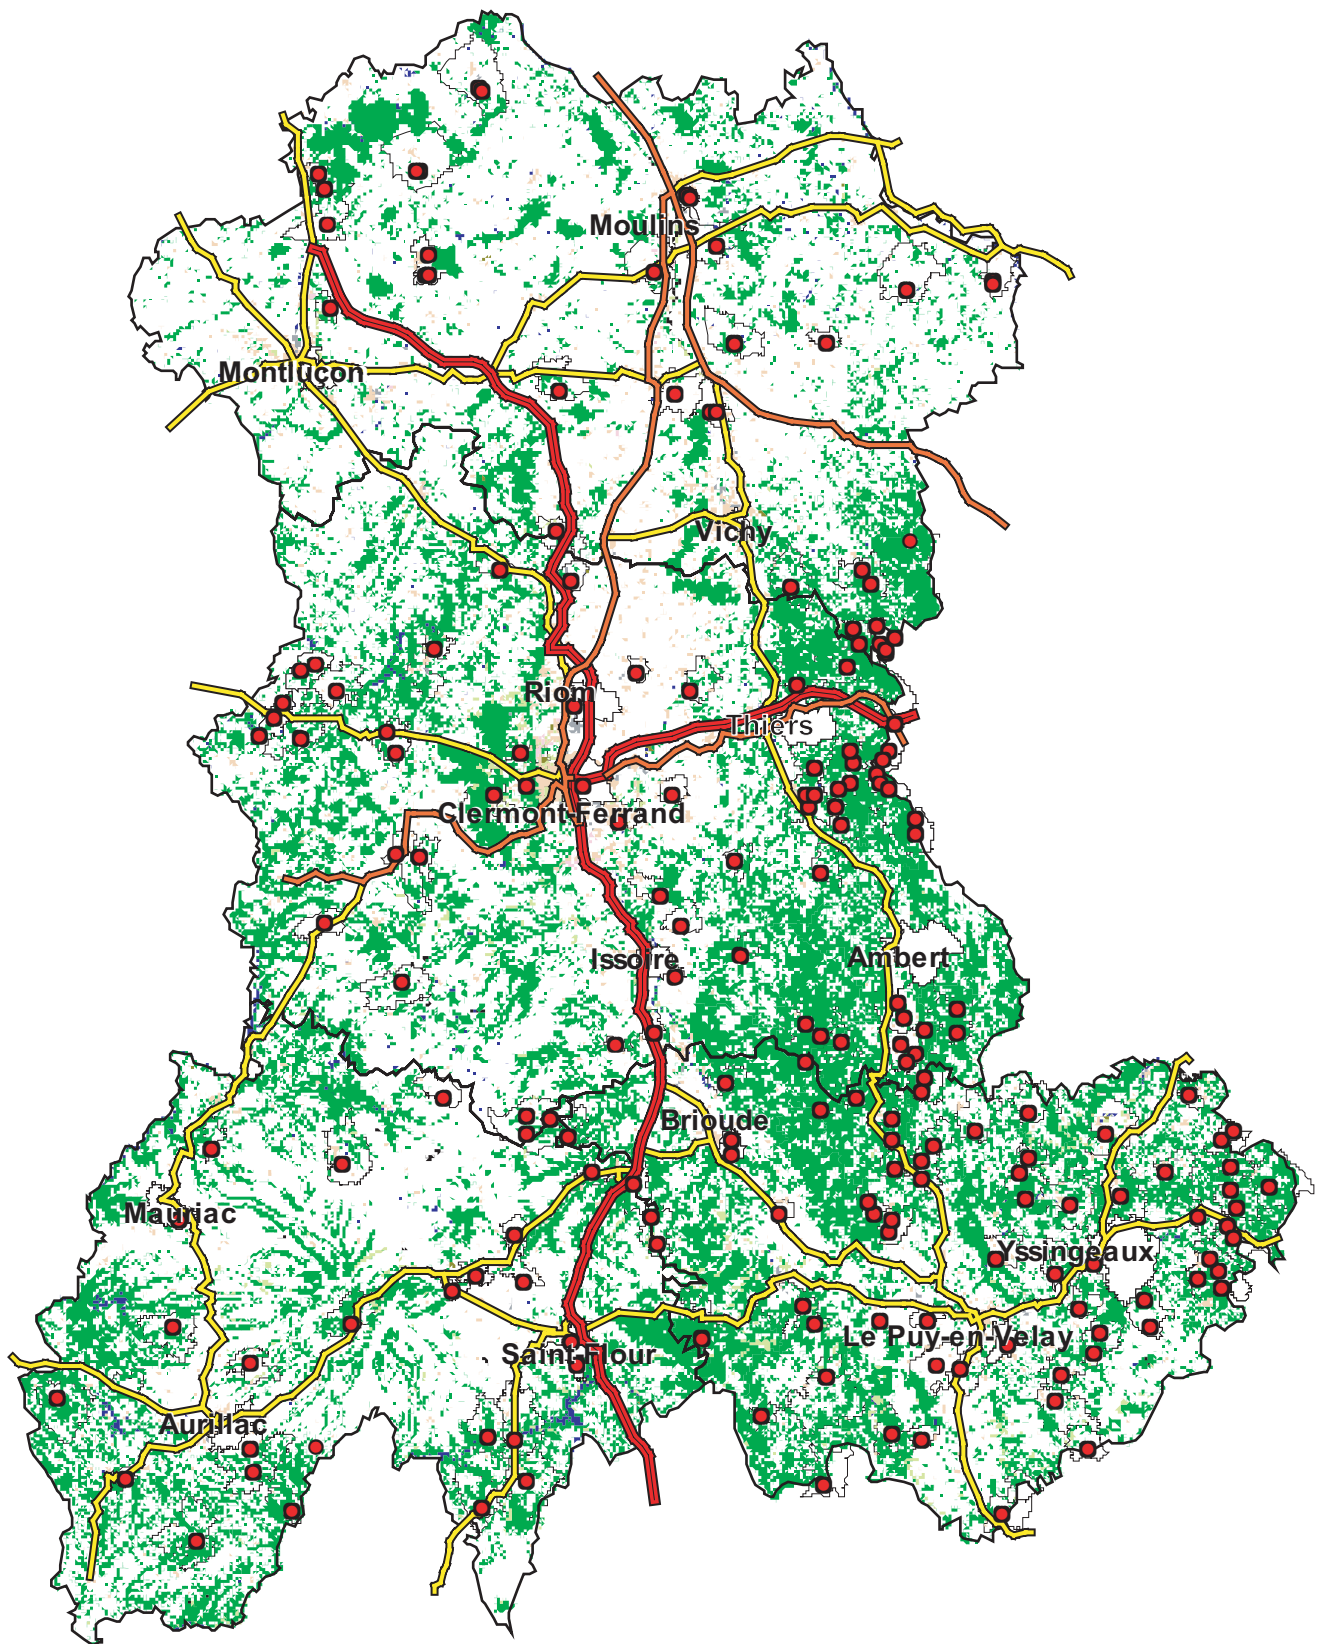 Moulins
Montluçon
Vichy
Riom
Thiers
Clermont-Ferrand
Issoire
Ambert
Brioude
Mauriac
Yssingeaux
Le Puy-en-Velay
Saint-Flour
Aurillac